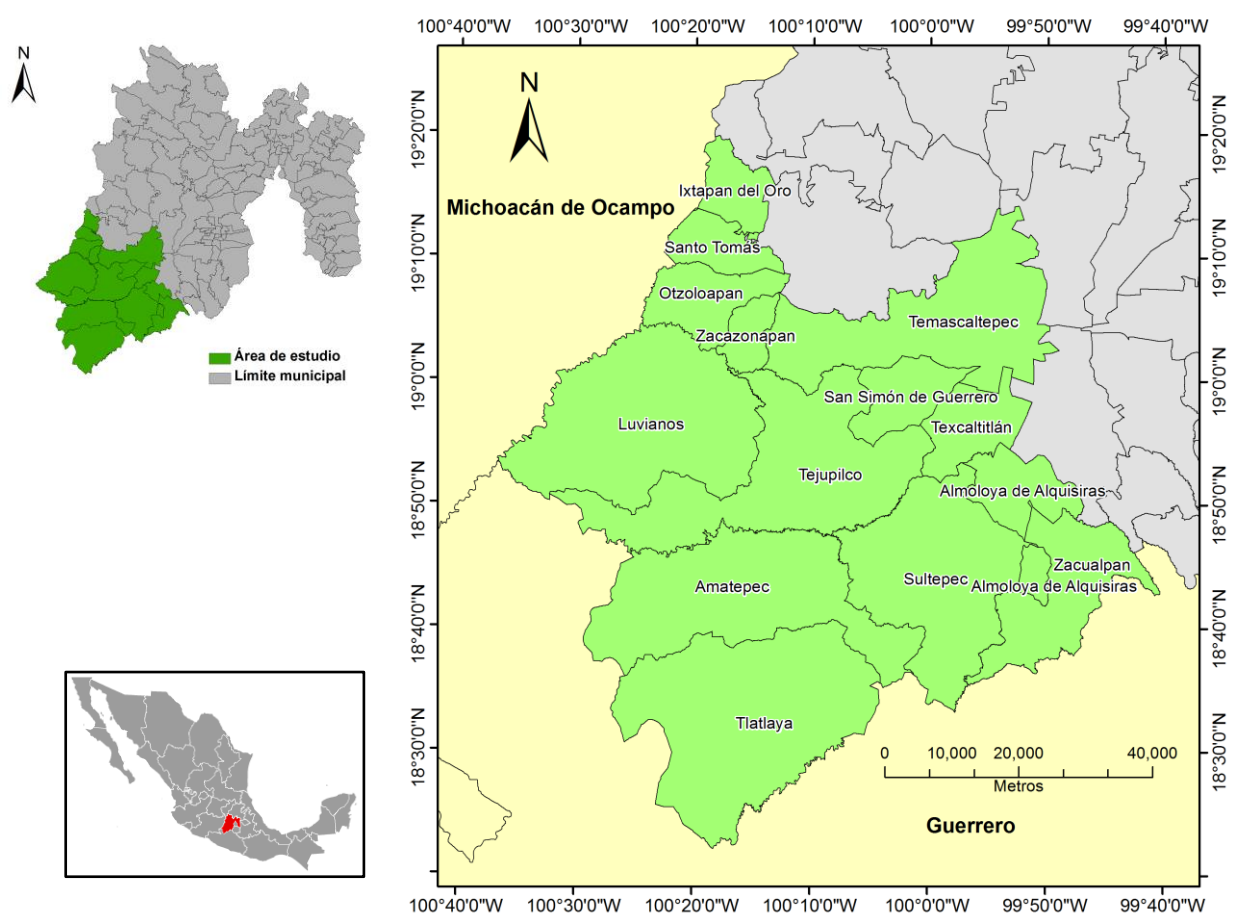 N
Área de estudio
Límite municipal
100°40'0"W 100°30'0"W 100°20'0"W 100°10'0"W 100°0'0"W 99°50'0"W 99°40'0"W
19°20'0"N
19°10'0"N
19°0'0"N
18°50'0"N
18°40'0"N
18°30'0"N
N
Michoacán de Ocampo
Ixtapan del Oro
Santo Tomás
Otzoloapan
Zacazonapan
Temascaltepec
San Simón de Guerrero
Luvianos
Texcaltitlán
Tejupilco
Almoloya de Alquisiras
Zacualpan
Sultepec
Almoloya de Alquisiras
Amatepec
Tlatlaya
0 10,000 20,000 40,000
Metros
Guerrero
19°20'0"N
19°10'0"N
19°0'0"N
18°50'0"N
18°40'0"N
18°30'0"N
100°40'0"W 100°30'0"W 100°20'0"W 100°10'0"W 100°0'0"W 99°50'0"W 99°40'0"W